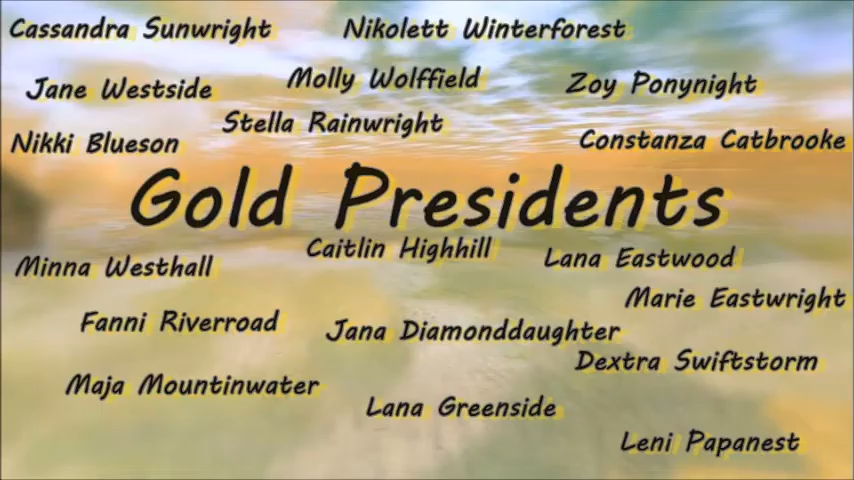 Cassandra Sunwright
Nikolett Winterforest
Jane Westside
Molly Wolffield
Zoy Ponynight
Nikki Blueson
Stella Rainwright
Constanza Catbrooke
Gold Presidents
Minna Westhall
Caitlin Highhill
Lana Eastwood
Marie Eastwright
Fanni Riverroad
Jana Diamonddaughter
Dextra Swiftstorm
Maja Mountinwater
Lana Greenside
Leni Papanest